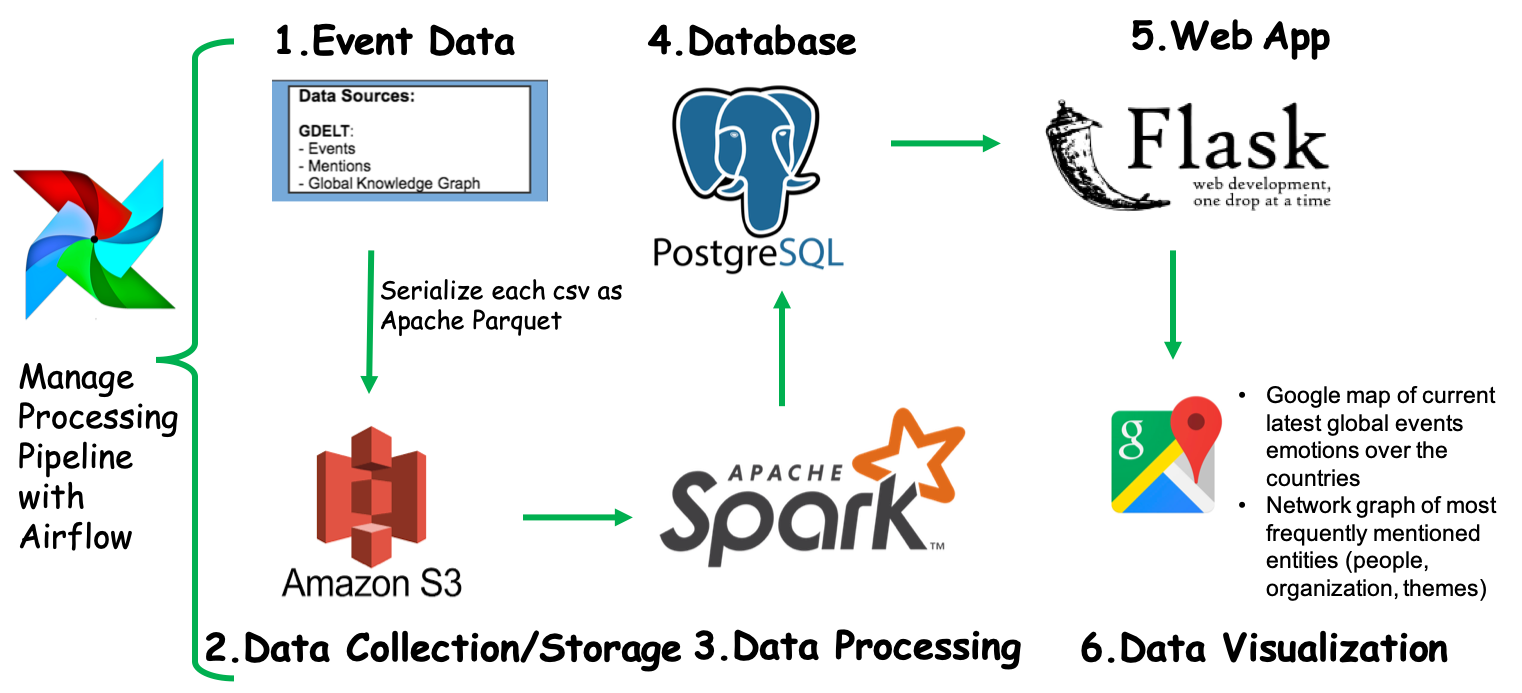 1.Event Data
Data Sources:
GDELT:
- Events
- Mentions
- Global Knowledge Graph
Serialize each csv as
Apache Parquet
Manage
Processing
Pipeline
with
Airflow
Amazon S3
2.Data Collection/Storage
APACHE
Spark™
3.Data Processing
4.Database
PostgreSQL
5.Web App
Flask
web development,
one drop at a time
g
• Google map of current
latest global events
emotions over the
countries
• Network graph of most
frequently mentioned
entities (people,
organization, themes)
6.Data Visualization